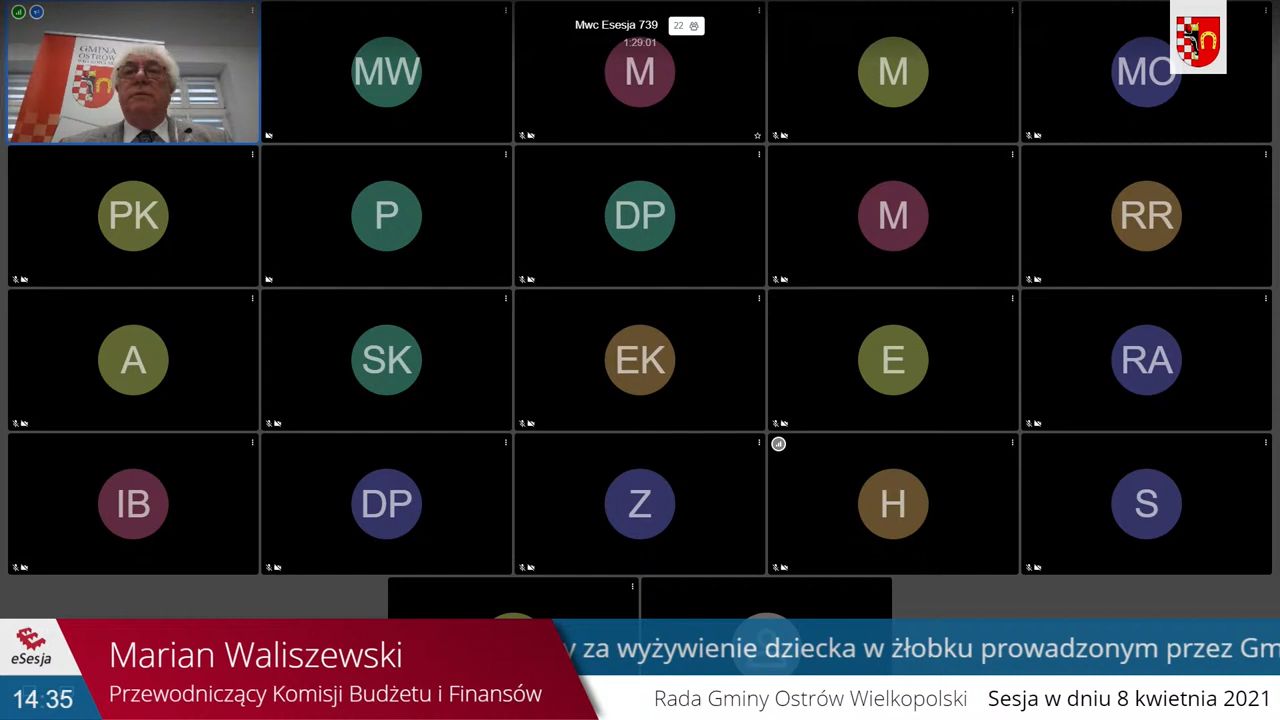 GMINA
OSTRÓW
Mwc Esesja 739 22
1:29:01
MW
M
M
MO
PK
P
DP
M
RR
A
SK
EK
E
RA
IB
DP
Z
H
S
eSesja
Marian Waliszewski
y za wyżywienie dziecka w żłobku prowadzonym przez Gm
14:35
Przewodniczący Komisji Budżetu i Finansów
Rada Gminy Ostrów Wielkopolski Sesja w dniu 8 kwietnia 2021